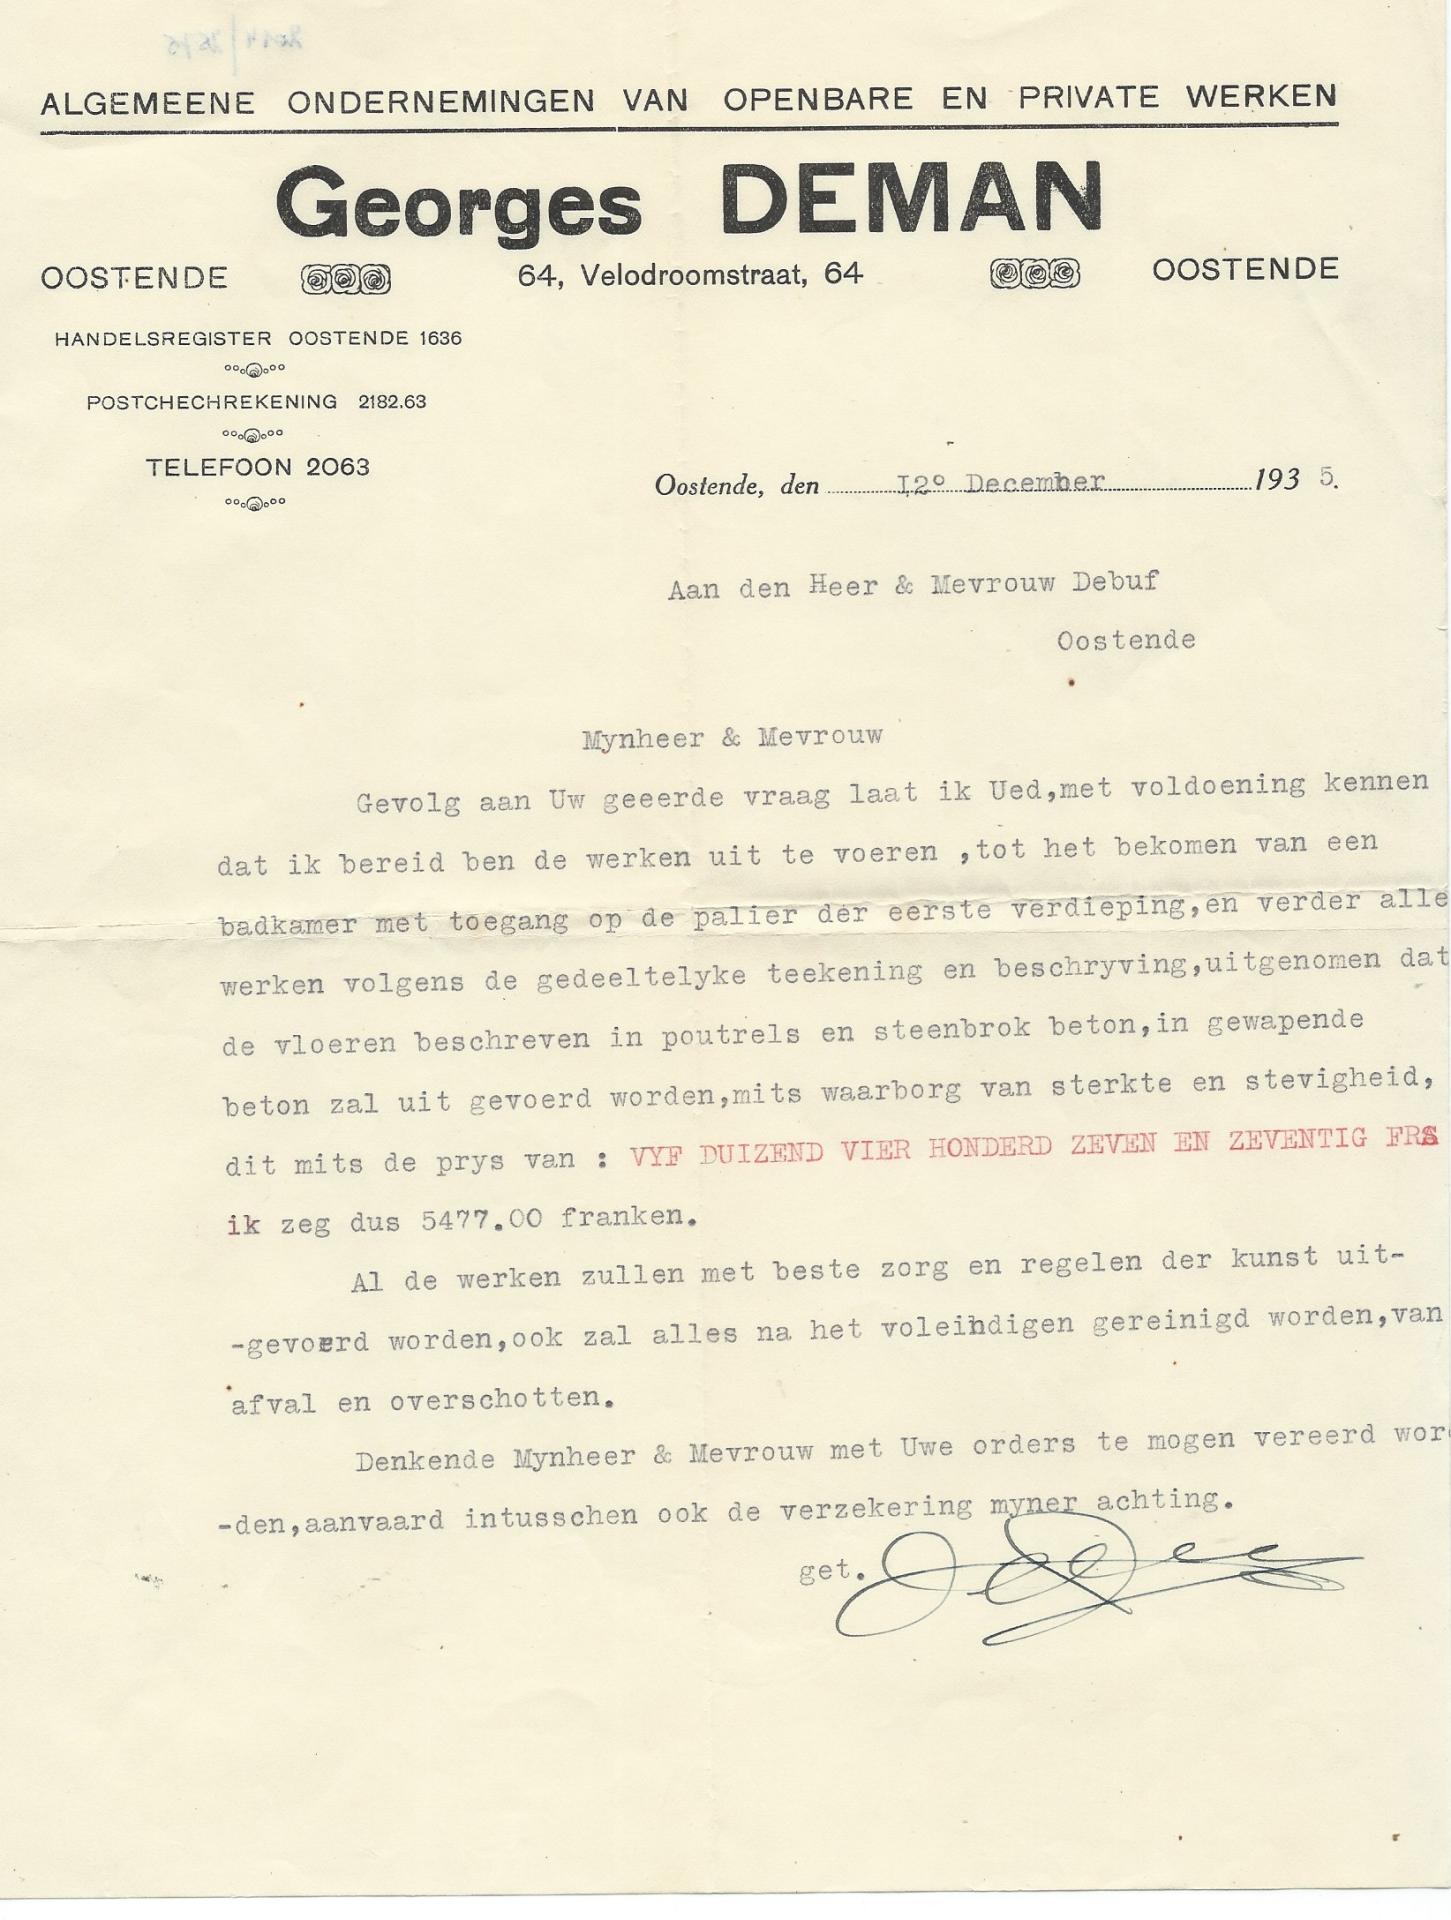 ALGEMEENE ONDERNEMINGEN VAN OPENBARE EN PRIVATE WERKEN
Georges DEMAN
OOSTENDE 64, Velodroomstraat, 64 OOSTENDE
HANDELSREGISTER OOSTENDE 1636
POSTCHECHREKENING 2182.63
TELEFOON 2063
Oostende, den I2° December 1935.
Aan den Heer & Mevrouw Debuf
Oostende
Mynheer & Mevrouw
Gevolg aan Uw geeerde vraag laat ik Ued,met voldoening kennen
dat ik bereid ben de werken uit te voeren ,tot het bekomen van een
badkamer met toegang op de palier der eerste verdieping,en verder alle
werken volgens de gedeeltelyke teekening en beschryving,uitgenomen dat
de vloeren beschreven in poutrels en steenbrok beton,in gewapende
beton zal uit gevoerd worden,mits waarborg van sterkte en stevigheid,
dit mits de prys van : VYF DUIZEND VIER HONDERD ZEVEN EN ZEVENTIG FRS
ik zeg dus 5477.00 franken.
Al de werken zullen met beste zorg en regelen der kunst uit-
-gevoerd worden,ook zal alles na het voleindigen gereinigd worden,van
afval en overschotten.
Denkende Mynheer & Mevrouw met Uwe orders te mogen vereerd wor
-den,aanvaard intusschen ook de verzekering myner achting.
get.